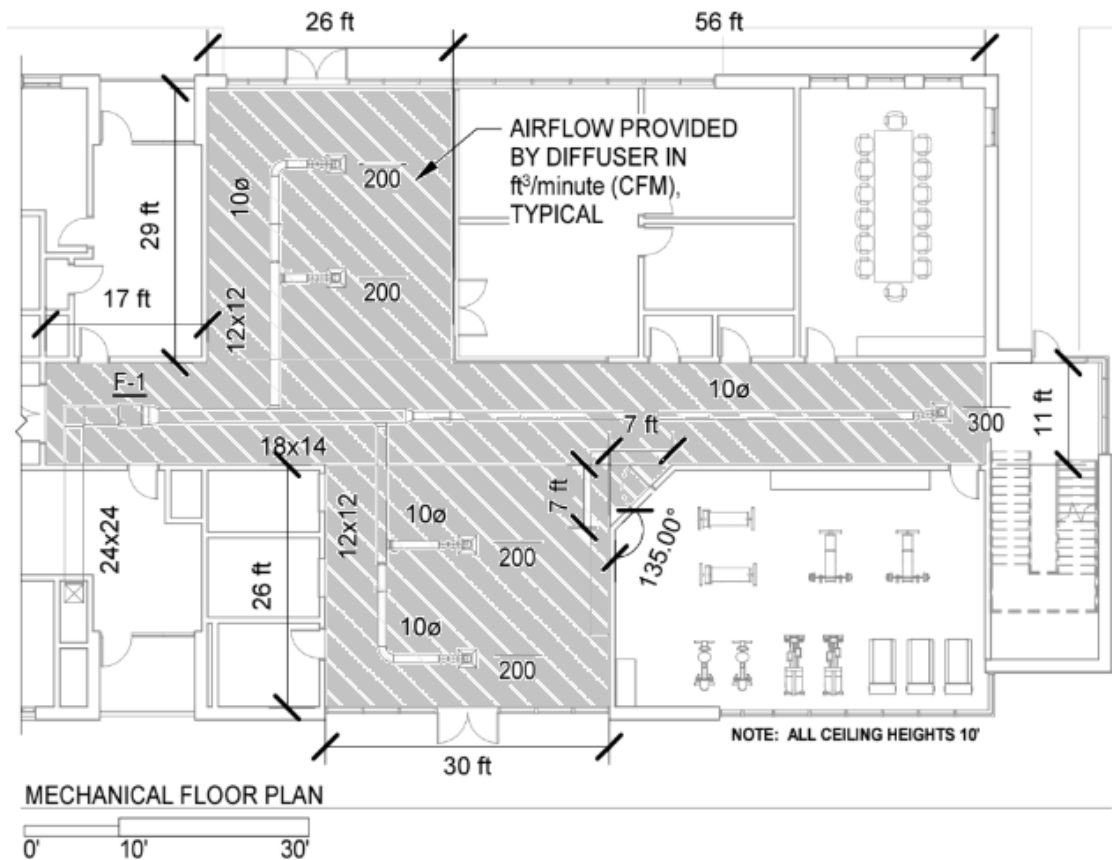 26 ft
56 ft
AIRFLOW PROVIDED
BY DIFFUSER IN
ft³/minute (CFM),
TYPICAL
200
10ø
29 ft
200
17 ft
12x12
F-1
10ø
300
11 ft
18x14
7 ft
7 ft
12x12
10ø
200
135.00°
24x24
26 ft
10ø
200
NOTE: ALL CEILING HEIGHTS 10'
30 ft
MECHANICAL FLOOR PLAN
0' 10' 30'